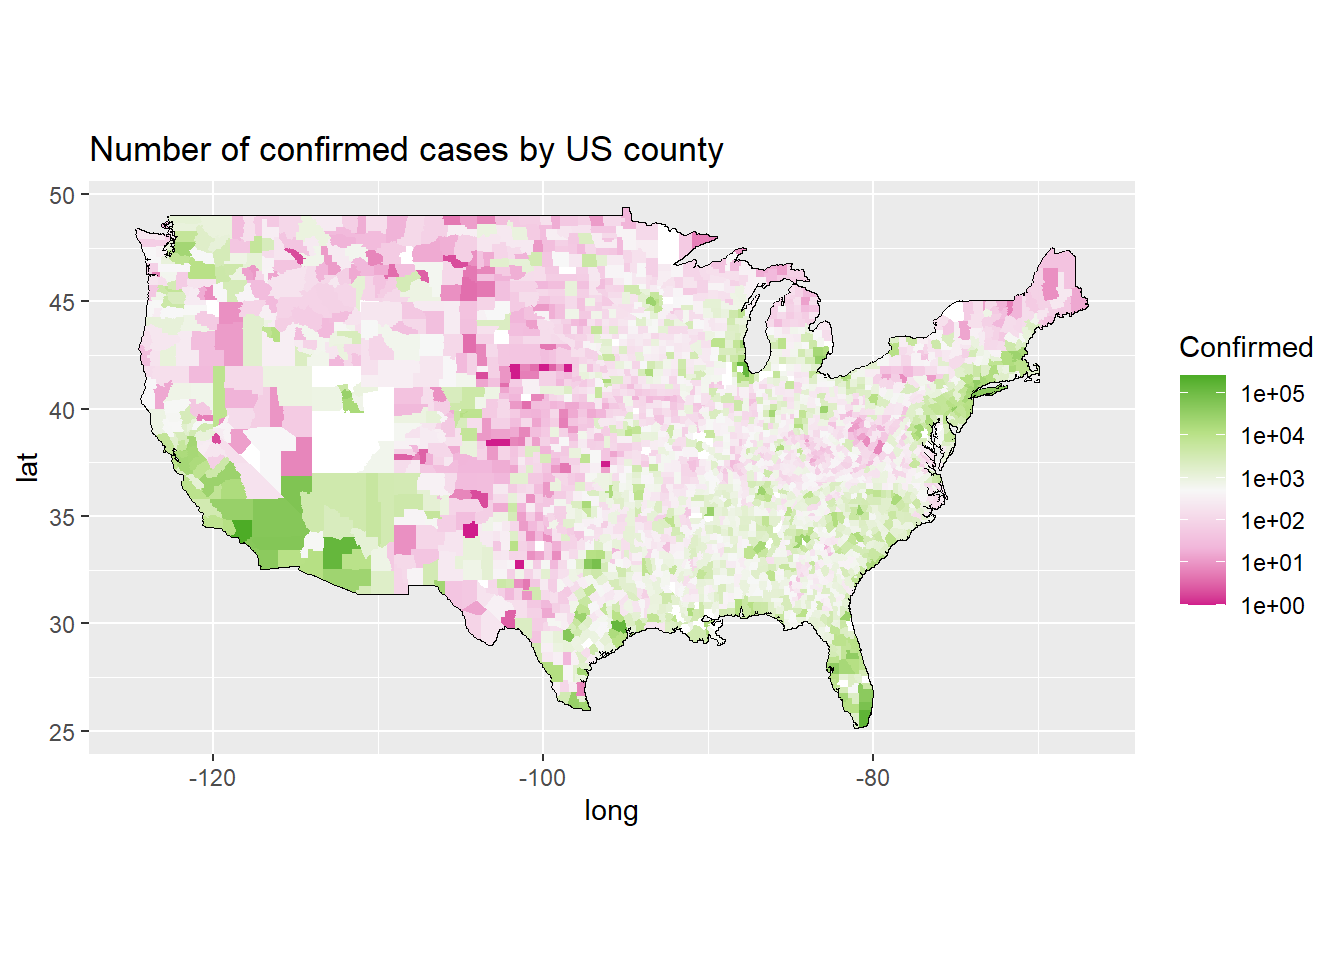 Number of confirmed cases by US county
50
45
40
35
30
25
lat
-120
-100
-80
long
Confirmed
1e+05
1e+04
1e+03
1e+02
1e+01
1e+00